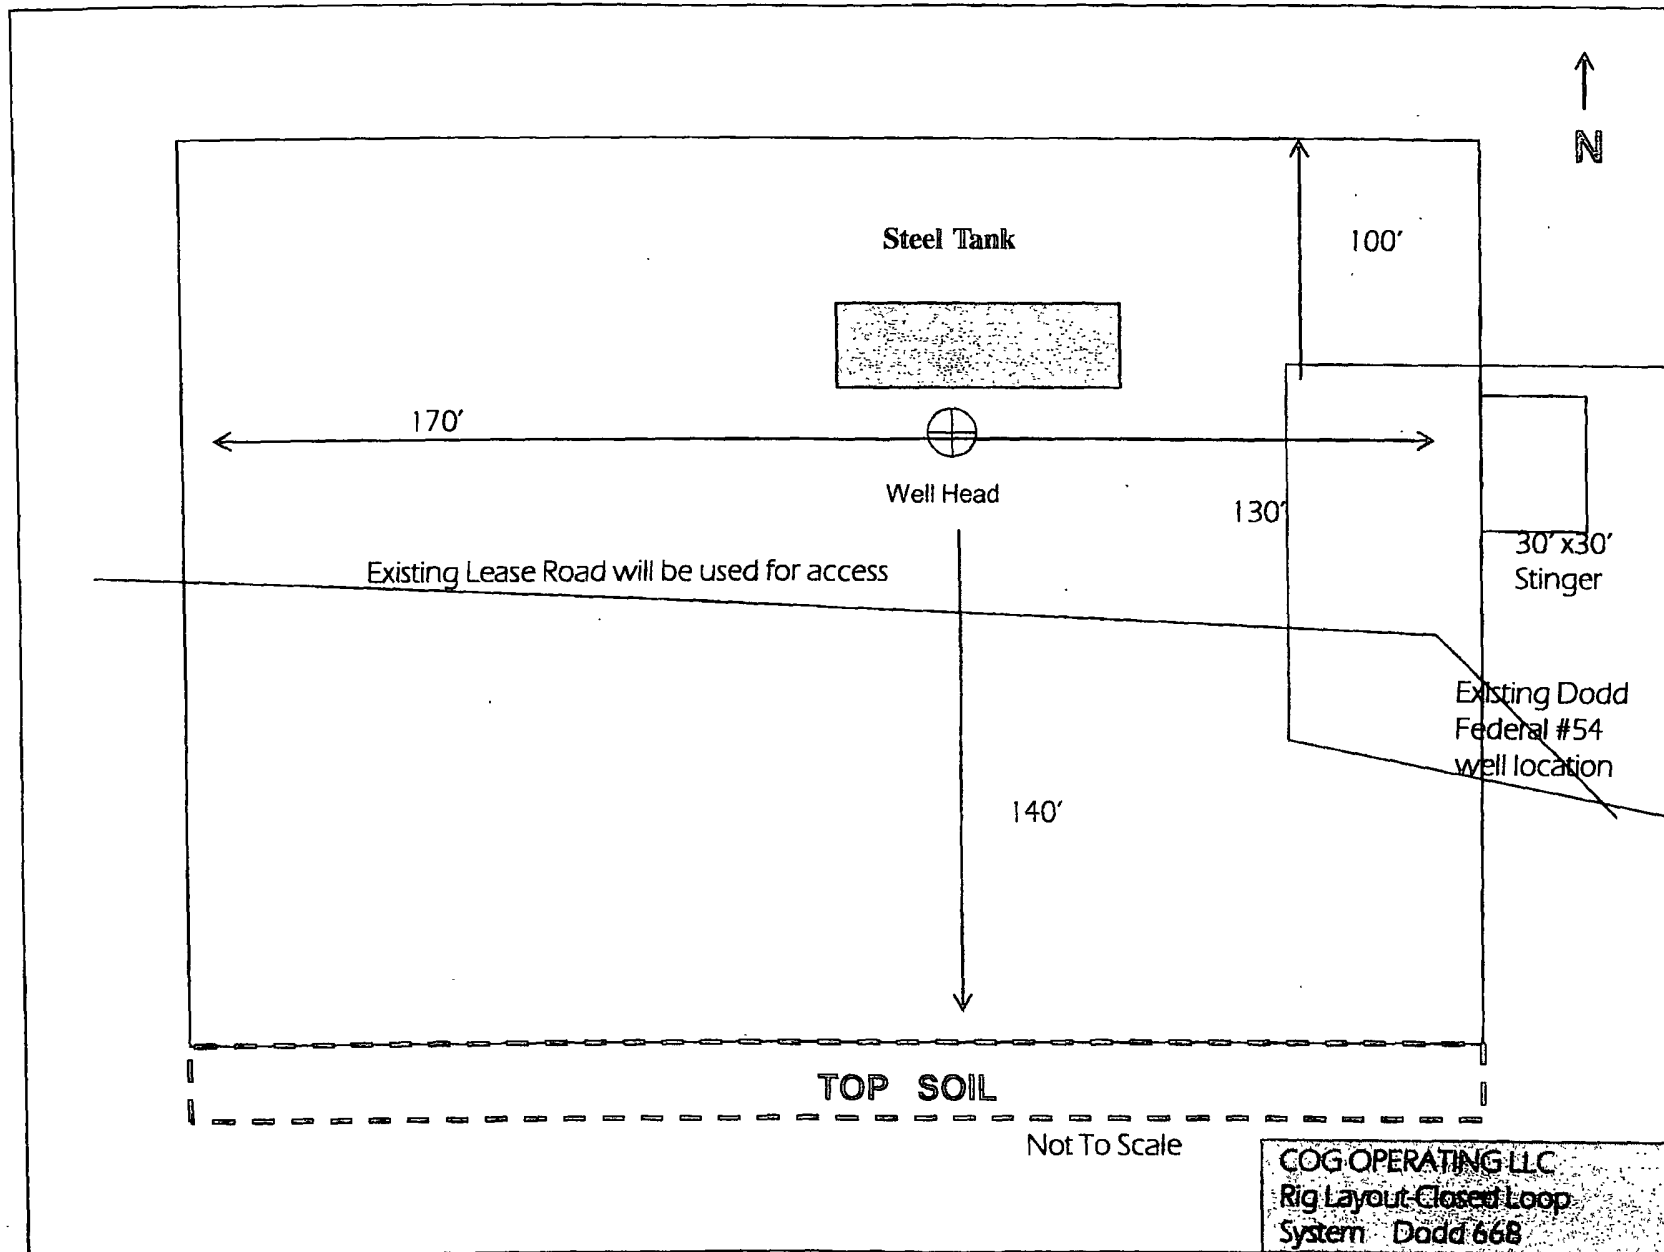 N
Steel Tank
100'
170'
Well Head
130'
30'x30'
Stinger
Existing Lease Road will be used for access
Existing Dodd
Federal #54
well location
140'
TOP SOIL
Not To Scale
COG OPERATING LLC
Rig Layout-Closed Loop
System Dodd 668